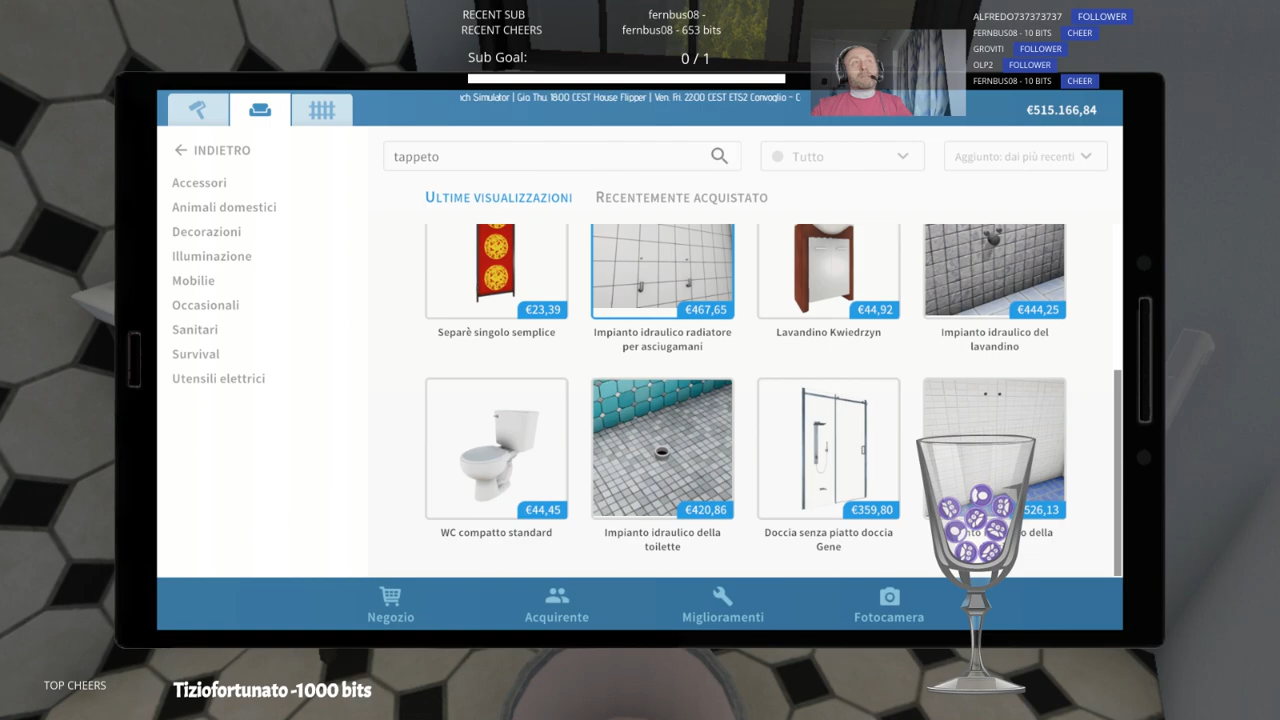 RECENT SUB
fernbus08 -
RECENT CHEERS
fernbus08 - 653 bits
Sub Goal:
0 / 1
ALFREDO737373737 FOLLOWER
FERNBUS08 - 10 BITS CHEER
GROVITI FOLLOWER
OLP2 FOLLOWER
FERNBUS08 - 10 BITS CHEER
ch Simulator | Gio Thu. 1800 CEST House Flipper | Ven. Fri. 2200 CEST ETS2 Convoglio - C
€515.166,84
INDIETRO
tappeto
Tutto
Aggiunto: dai più recenti
Accessori
Animali domestici
Decorazioni
Illuminazione
Mobilie
Occasionali
Sanitari
Survival
Utensili elettrici
ULTIME VISUALIZZAZIONI
RECENTEMENTE ACQUISTATO
€23,39
€467,65
€44,92
€444,25
Separè singolo semplice
Impianto idraulico radiatore
per asciugamani
Lavandino Kwiedrzyn
Impianto idraulico del
lavandino
€44,45
€420,86
€359,80
526,13
WC compatto standard
Impianto idraulico della
toilette
Doccia senza piatto doccia
Gene
della
Negozio
Acquirente
Miglioramenti
Fotocamera
TOP CHEERS
Tiziofortunato -1000 bits